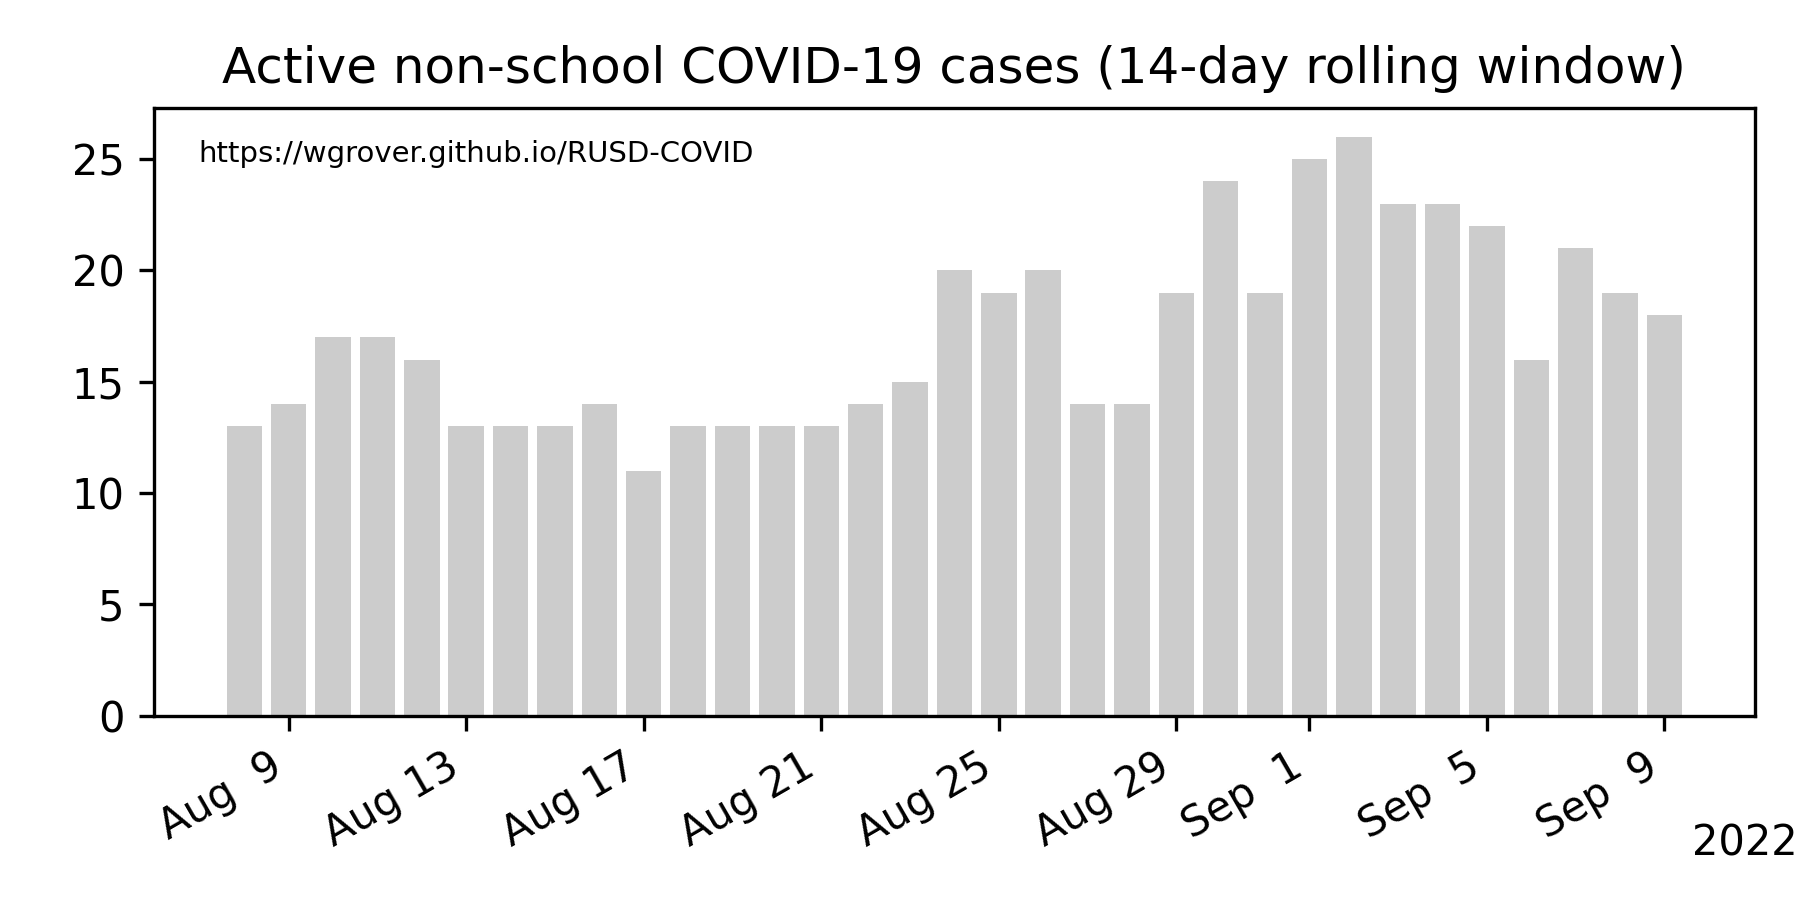 Active non-school COVID-19 cases (14-day rolling window)
https://wgrover.github.io/RUSD-COVID
25
20
15
10
5
0
Aug 9
Aug 13
Aug 17
Aug 21
Aug 25
Aug 29
Sep 1
Sep 5
Sep 9
2022